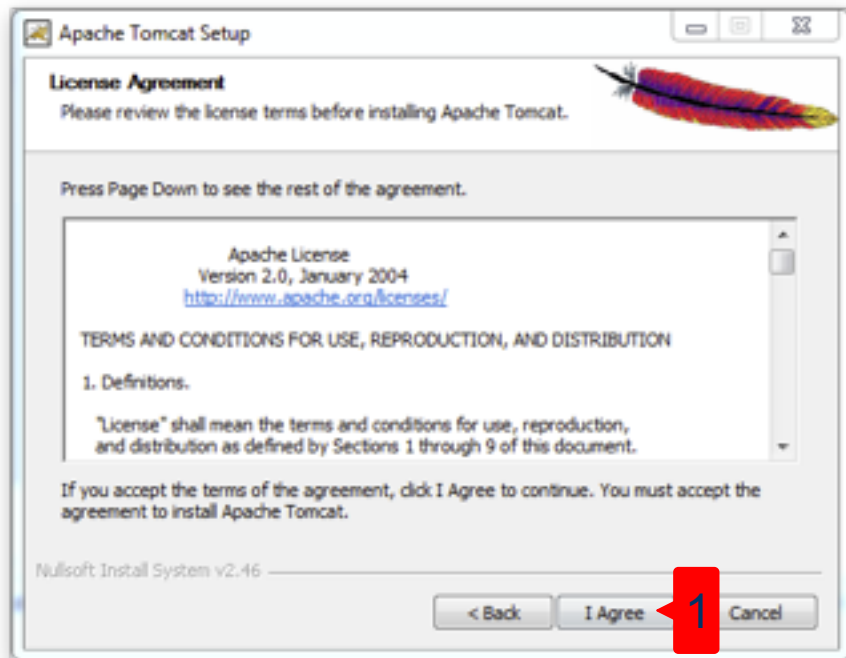 Apache Tomcat Setup
License Agreement
Please review the license terms before installing Apache Tomcat.
Press Page Down to see the rest of the agreement.
Apache License
Version 2.0, January 2004
http://www.apache.org/licenses/
TERMS AND CONDITIONS FOR USE, REPRODUCTION, AND DISTRIBUTION
1. Definitions.
"License" shall mean the terms and conditions for use, reproduction,
and distribution as defined by Sections 1 through 9 of this document.
If you accept the terms of the agreement, click I Agree to continue. You must accept the
agreement to install Apache Tomcat.
Nullsoft Install System v2.46
< Back I Agree 1 Cancel